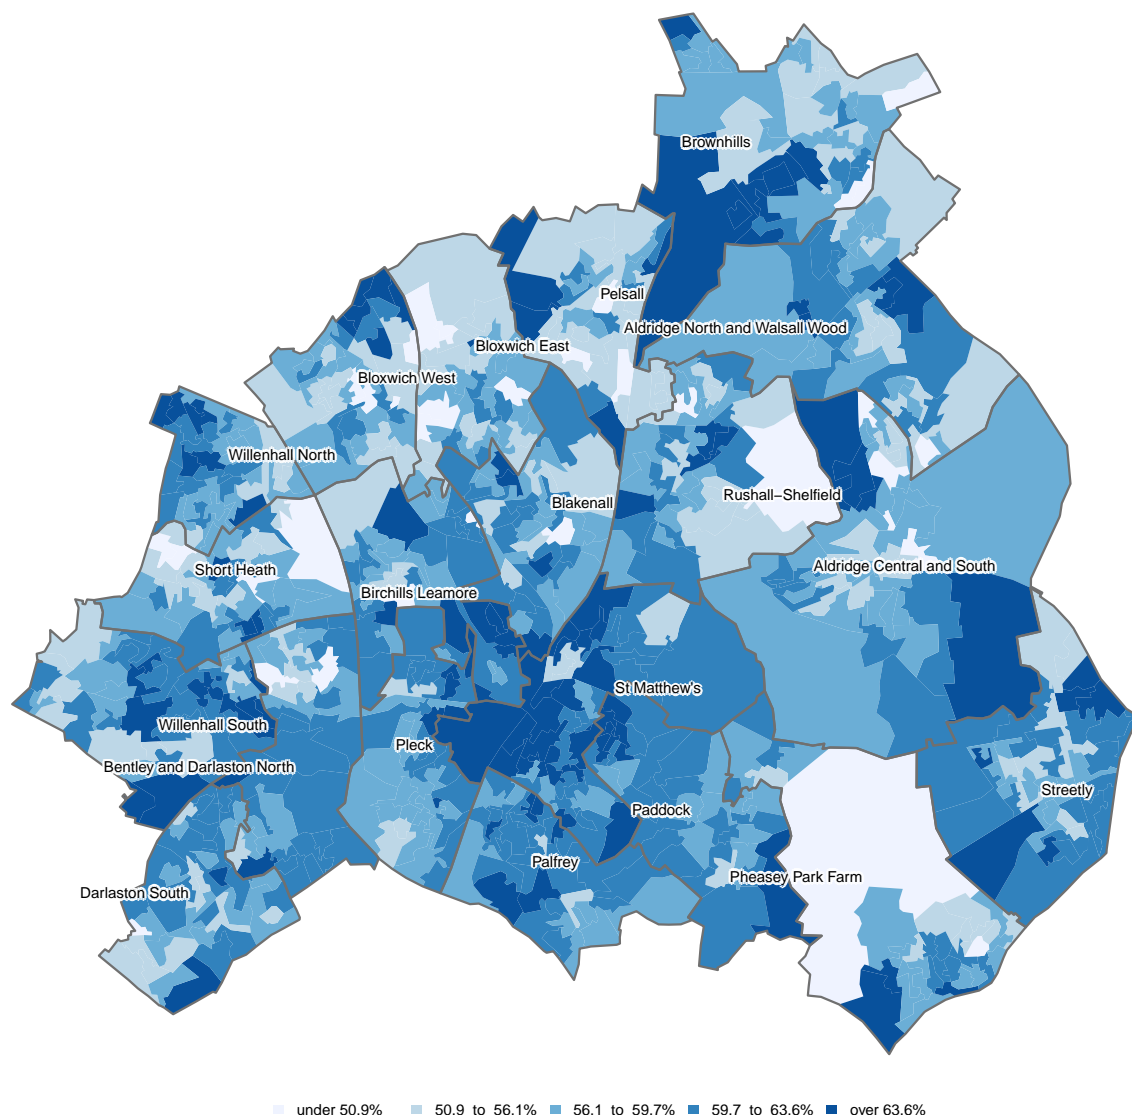 Brownhills
Pelsall
Aldridge North and Walsall Wood
Bloxwich East
Bloxwich West
Willenhall North
Rushall−Shelfield
Blakenall
Short Heath
Aldridge Central and South
Birchills Leamore
St Matthew's
Willenhall South
Pleck
Bentley and Darlaston North
Streetly
Paddock
Palfrey
Pheasey Park Farm
Darlaston South
under 50.9% 50.9 to 56.1% 56.1 to 59.7% 59.7 to 63.6% over 63.6%